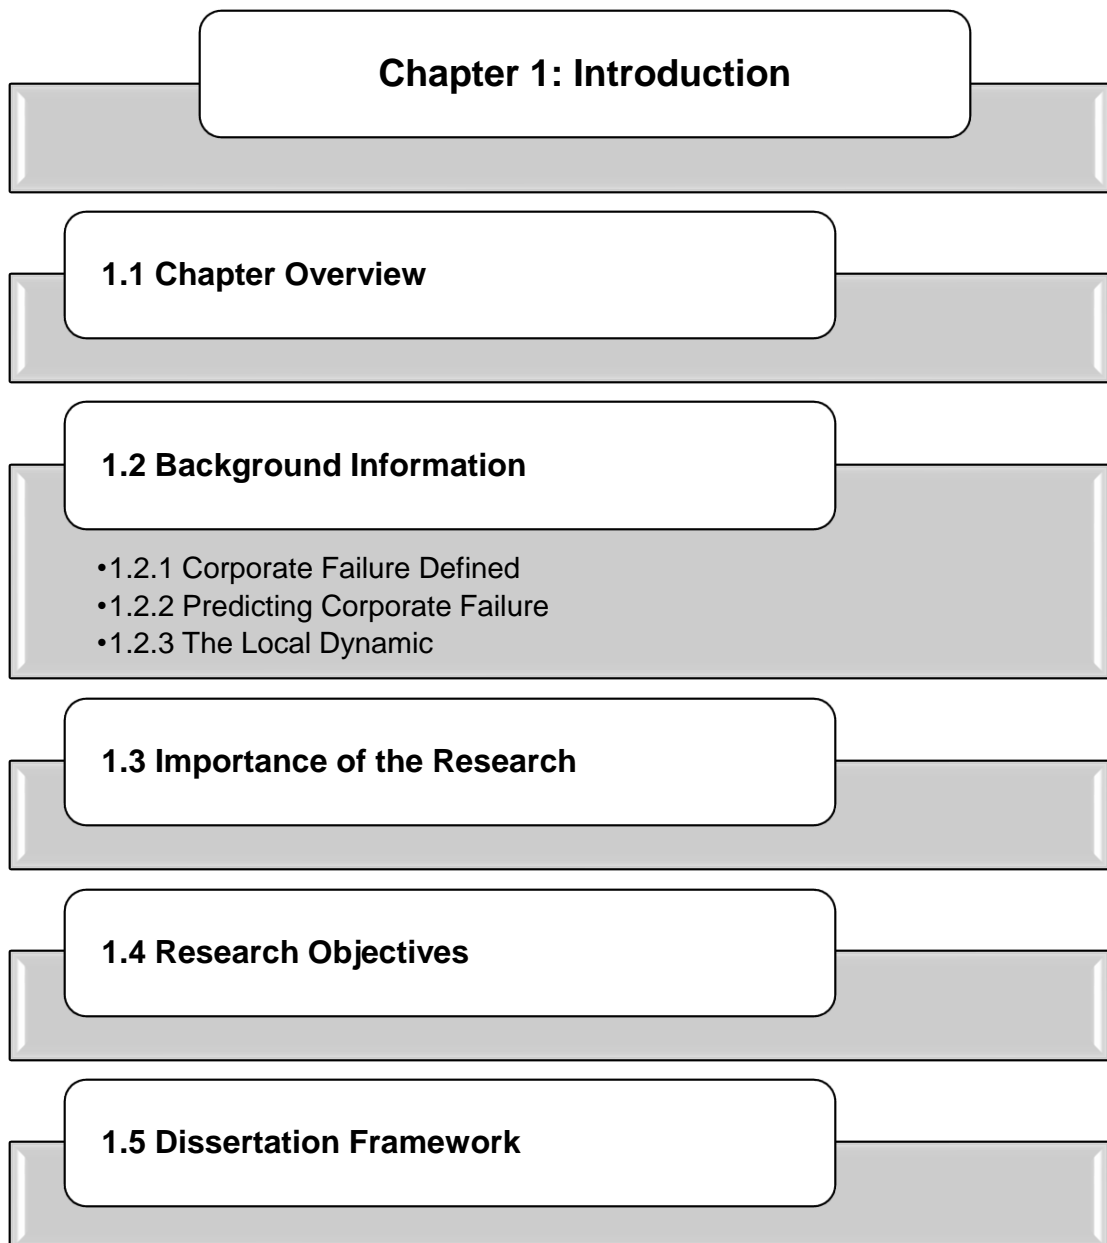 Chapter 1: Introduction
1.1 Chapter Overview
1.2 Background Information
•1.2.1 Corporate Failure Defined
•1.2.2 Predicting Corporate Failure
•1.2.3 The Local Dynamic
1.3 Importance of the Research
1.4 Research Objectives
1.5 Dissertation Framework